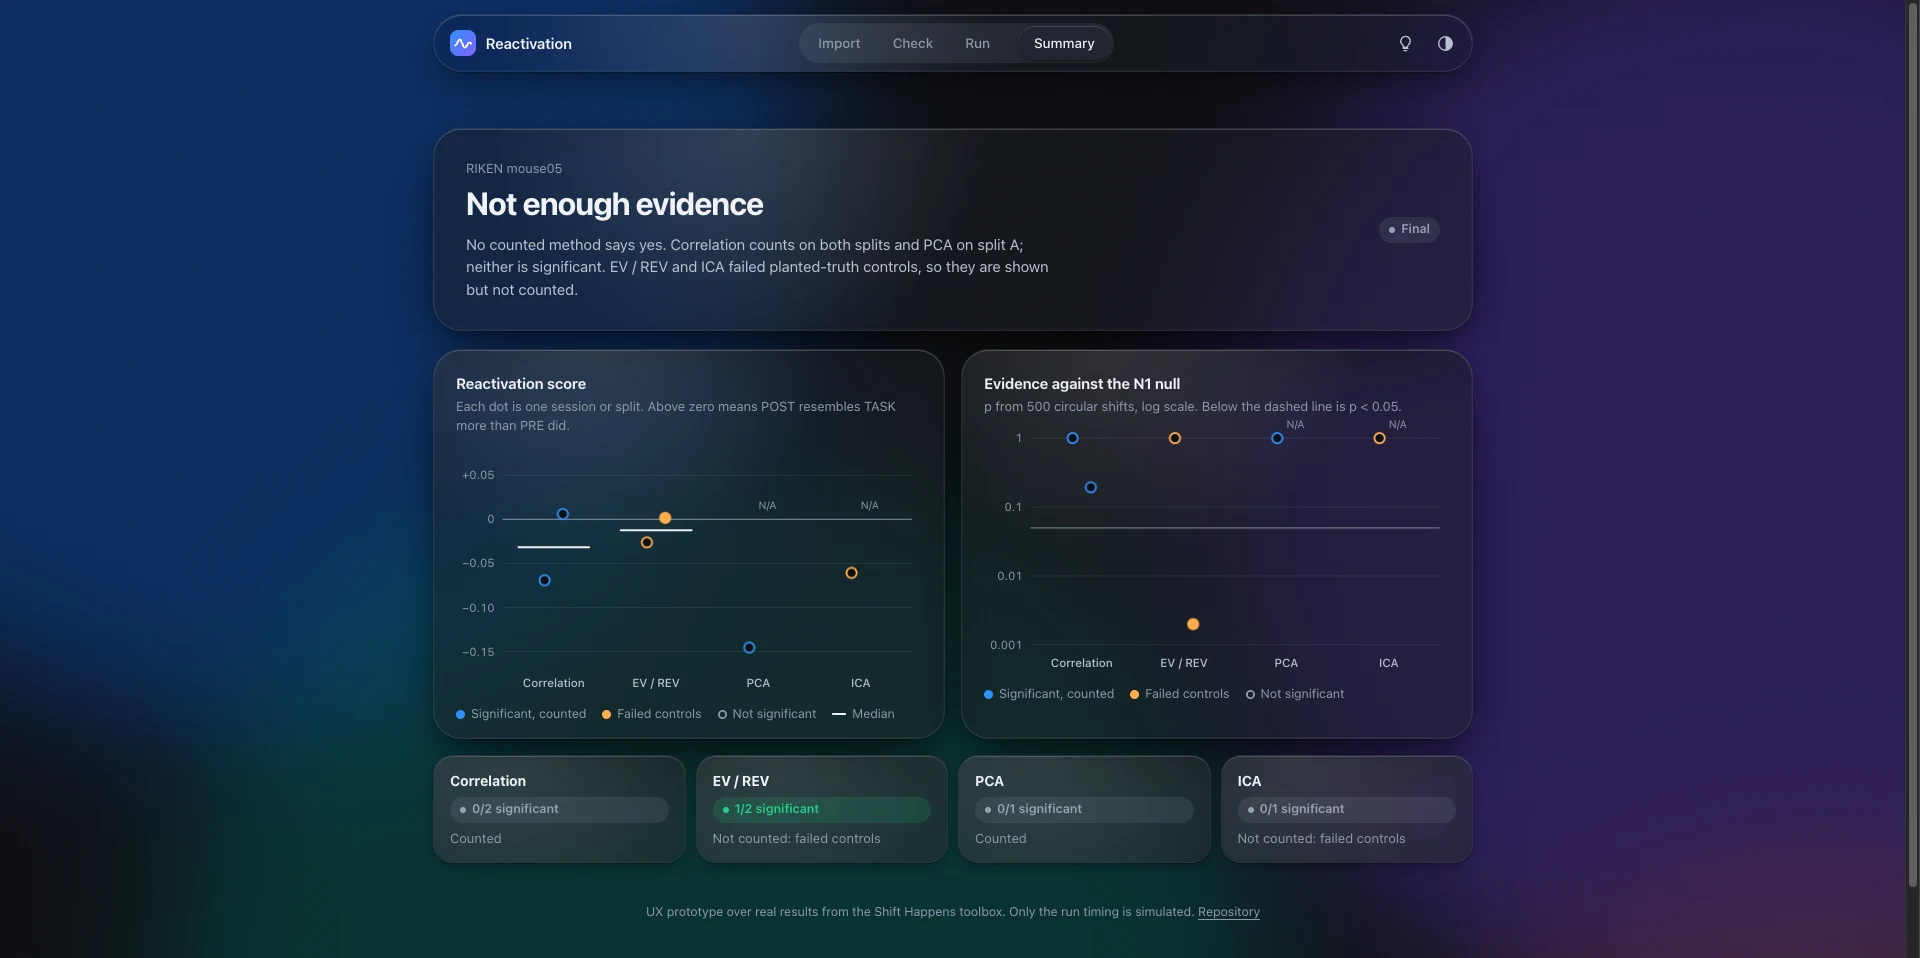 Reactivation
Import
Check
Run
Summary
RIKEN mouse05
Not enough evidence
No counted method says yes. Correlation counts on both splits and PCA on split A;
neither is significant. EV / REV and ICA failed planted-truth controls, so they are shown
but not counted.
Final
Reactivation score
Each dot is one session or split. Above zero means POST resembles TASK
more than PRE did.
+0.05
0
−0.05
−0.10
−0.15
N/A
N/A
Correlation
EV / REV
PCA
ICA
Significant, counted
Failed controls
Not significant
Median
Evidence against the N1 null
p from 500 circular shifts, log scale. Below the dashed line is p < 0.05.
N/A
N/A
1
0.1
0.01
0.001
Correlation
EV / REV
PCA
ICA
Significant, counted
Failed controls
Not significant
Correlation
0/2 significant
Counted
EV / REV
1/2 significant
Not counted: failed controls
PCA
0/1 significant
Counted
ICA
0/1 significant
Not counted: failed controls
UX prototype over real results from the Shift Happens toolbox. Only the run timing is simulated. Repository